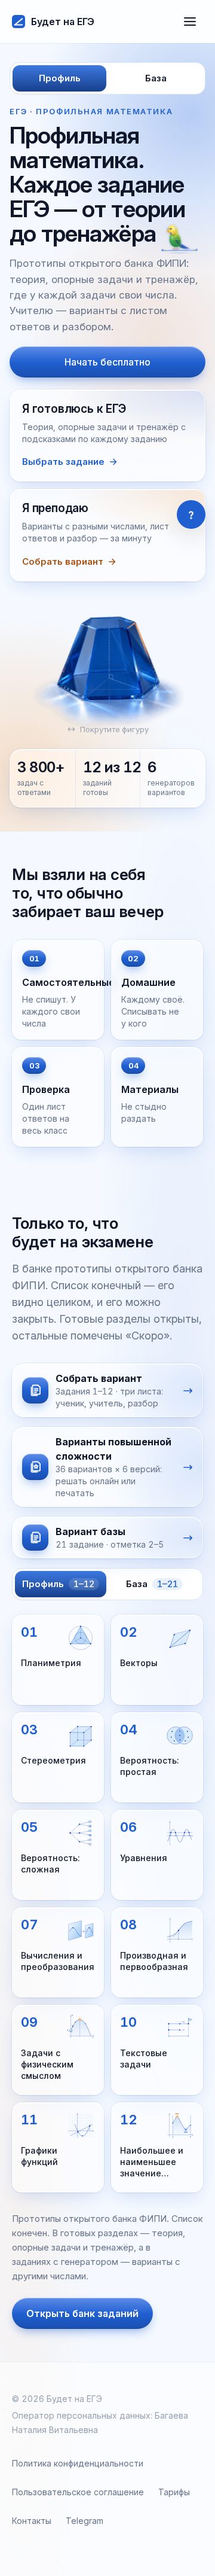 Будет на ЕГЭ
Профиль
База
ЕГЭ · ПРОФИЛЬНАЯ МАТЕМАТИКА
Профильная
математика.
Каждое задание
ЕГЭ — от теории
до тренажёра
Прототипы открытого банка ФИПИ:
теория, опорные задачи и тренажёр,
где у каждой задачи свои числа.
Учителю — варианты с листом
ответов и разбором.
Начать бесплатно
Я готовлюсь к ЕГЭ
Теория, опорные задачи и тренажёр с
подсказками по каждому заданию
Выбрать задание →
Я преподаю
Варианты с разными числами, лист
ответов и разбор — за минуту
Собрать вариант →
?
↔ Покрутите фигуру
3 800+
задач с
ответами
12 из 12
заданий
готовы
6
генераторов
вариантов
Мы взяли на себя
то, что обычно
забирает ваш вечер
01
Самостоятельные
Не спишут. У
каждого свои
числа
02
Домашние
Каждому своё.
Списывать не
у кого
03
Проверка
Один лист
ответов на
весь класс
04
Материалы
Не стыдно
раздать
Только то, что
будет на экзамене
В банке прототипы открытого банка
ФИПИ. Список конечный — его
видно целиком, и его можно
закрыть. Готовые разделы открыты,
остальные помечены «Скоро».
Собрать вариант
Задания 1–12 · три листа:
ученик, учитель, разбор
→
Варианты повышенной
сложности
36 вариантов × 6 версий:
решать онлайн или
печатать
→
Вариант базы
21 задание · отметка 2–5
→
Профиль 1–12
База 1–21
01
Планиметрия
02
Векторы
03
Стереометрия
04
Вероятность:
простая
05
Вероятность:
сложная
06
Уравнения
07
Вычисления и
преобразования
08
Производная и
первообразная
09
Задачи с
физическим
смыслом
10
Текстовые
задачи
11
Графики
функций
12
Наибольшее и
наименьшее
значение…
Прототипы открытого банка ФИПИ. Список
конечен. В готовых разделах — теория,
опорные задачи и тренажёр, а в
заданиях с генератором — варианты с
другими числами.
Открыть банк заданий
© 2026 Будет на ЕГЭ
Оператор персональных данных: Багаева
Наталия Витальевна
Политика конфиденциальности
Пользовательское соглашение Тарифы
Контакты Telegram